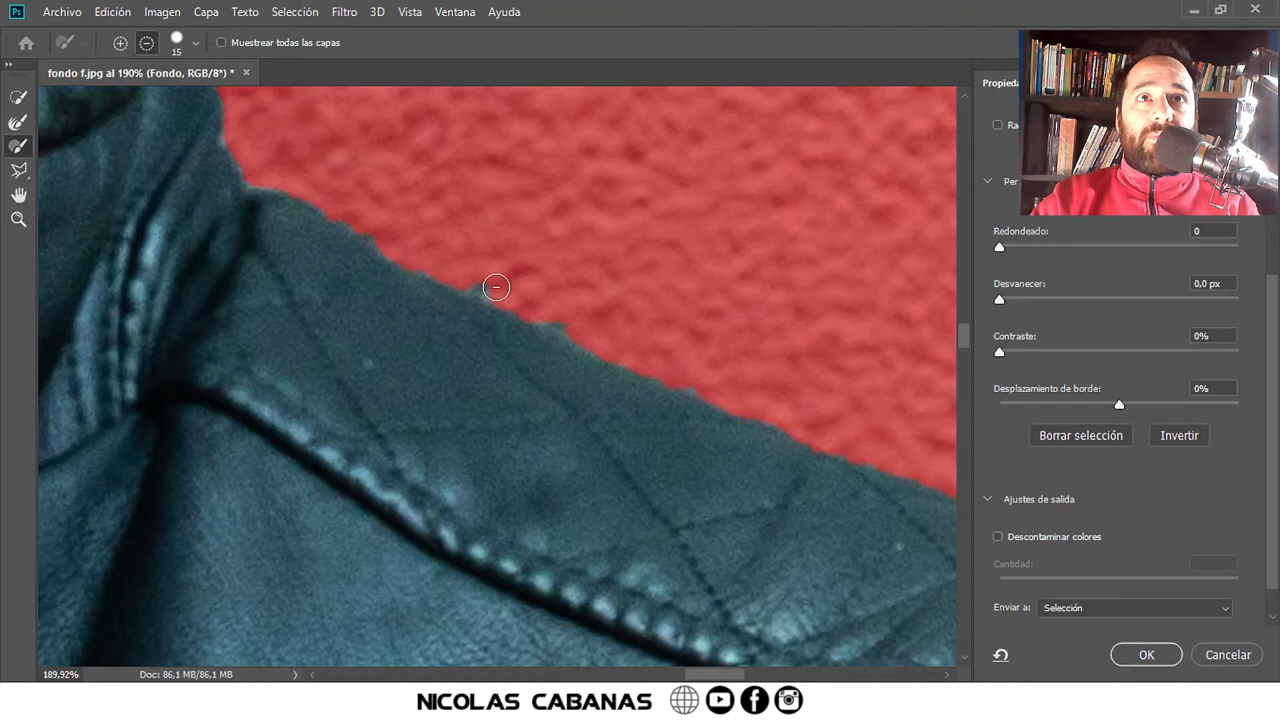 Ps Archivo Edición Imagen Capa Texto Selección Filtro 3D Vista Ventana Ayuda
15 Muestrear todas las capas
fondo f.jpg al 190% (Fondo, RGB/8*) * ×
Propieda
Ra
Per
Redondeado: 0
Desvanecer: 0,0 px
Contraste: 0%
Desplazamiento de borde: 0%
Borrar selección Invertir
Ajustes de salida
Descontaminar colores
Cantidad:
Enviar a: Selección
OK Cancelar
189,92% Doc: 86,1 MB/86,1 MB
NICOLAS CABANAS